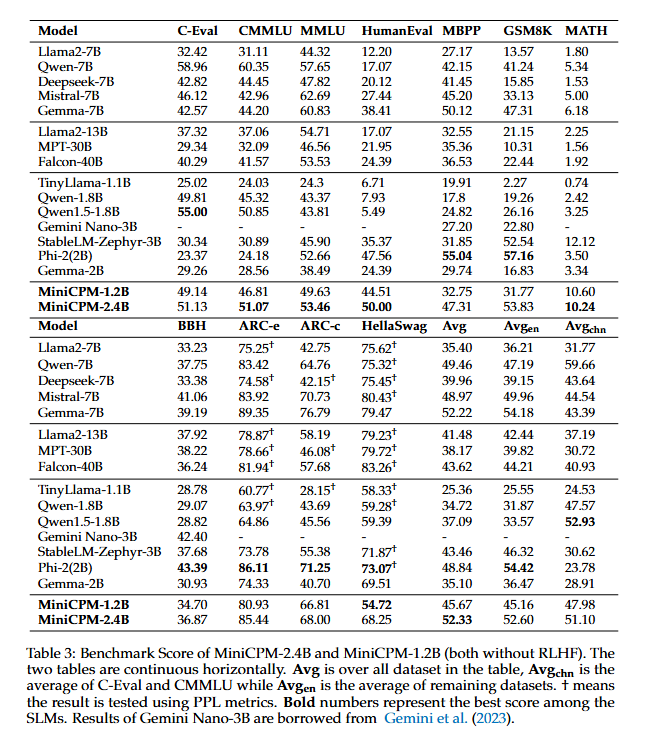 Model C-Eval CMMLU MMLU HumanEval MBPP GSM8K MATH
Llama2-7B 32.42 31.11 44.32 12.20 27.17 13.57 1.80
Qwen-7B 58.96 60.35 57.65 17.07 42.15 41.24 5.34
Deepseek-7B 42.82 44.45 47.82 20.12 41.45 15.85 1.53
Mistral-7B 46.12 42.96 62.69 27.44 45.20 33.13 5.00
Gemma-7B 42.57 44.20 60.83 38.41 50.12 47.31 6.18
Llama2-13B 37.32 37.06 54.71 17.07 32.55 21.15 2.25
MPT-30B 29.34 32.09 46.56 21.95 35.36 10.31 1.56
Falcon-40B 40.29 41.57 53.53 24.39 36.53 22.44 1.92
TinyLlama-1.1B 25.02 24.03 24.3 6.71 19.91 2.27 0.74
Qwen-1.8B 49.81 45.32 43.37 7.93 17.8 19.26 2.42
Qwen1.5-1.8B 55.00 50.85 43.81 5.49 24.82 26.16 3.25
Gemini Nano-3B - - - - 27.20 22.80 -
StableLM-Zephyr-3B 30.34 30.89 45.90 35.37 31.85 52.54 12.12
Phi-2(2B) 23.37 24.18 52.66 47.56 55.04 57.16 3.50
Gemma-2B 29.26 28.56 38.49 24.39 29.74 16.83 3.34
MiniCPM-1.2B 49.14 46.81 49.63 44.51 32.75 31.77 10.60
MiniCPM-2.4B 51.13 51.07 53.46 50.00 47.31 53.83 10.24
Model BBH ARC-e ARC-c HellaSwag Avg Avgen Avgchn
Llama2-7B 33.23 75.25† 42.75 75.62† 35.40 36.21 31.77
Qwen-7B 37.75 83.42 64.76 75.32† 49.46 47.19 59.66
Deepseek-7B 33.38 74.58† 42.15† 75.45† 39.96 39.15 43.64
Mistral-7B 41.06 83.92 70.73 80.43† 48.97 49.96 44.54
Gemma-7B 39.19 89.35 76.79 79.47 52.22 54.18 43.39
Llama2-13B 37.92 78.87† 58.19 79.23† 41.48 42.44 37.19
MPT-30B 38.22 78.66† 46.08† 79.72† 38.17 39.82 30.72
Falcon-40B 36.24 81.94† 57.68 83.26† 43.62 44.21 40.93
TinyLlama-1.1B 28.78 60.77† 28.15† 58.33† 25.36 25.55 24.53
Qwen-1.8B 29.07 63.97† 43.69 59.28† 34.72 31.87 47.57
Qwen1.5-1.8B 28.82 64.86 45.56 59.39 37.09 33.57 52.93
Gemini Nano-3B 42.40 - - - - - -
StableLM-Zephyr-3B 37.68 73.78 55.38 71.87† 43.46 46.32 30.62
Phi-2(2B) 43.39 86.11 71.25 73.07† 48.84 54.42 23.78
Gemma-2B 30.93 74.33 40.70 69.51 35.10 36.47 28.91
MiniCPM-1.2B 34.70 80.93 66.81 54.72 45.67 45.16 47.98
MiniCPM-2.4B 36.87 85.44 68.00 68.25 52.33 52.60 51.10
Table 3: Benchmark Score of MiniCPM-2.4B and MiniCPM-1.2B (both without RLHF). The
two tables are continuous horizontally. Avg is over all dataset in the table, Avgchn is the
average of C-Eval and CMMLU while Avgen is the average of remaining datasets. † means
the result is tested using PPL metrics. Bold numbers represent the best score among the
SLMs. Results of Gemini Nano-3B are borrowed from Gemini et al. (2023).